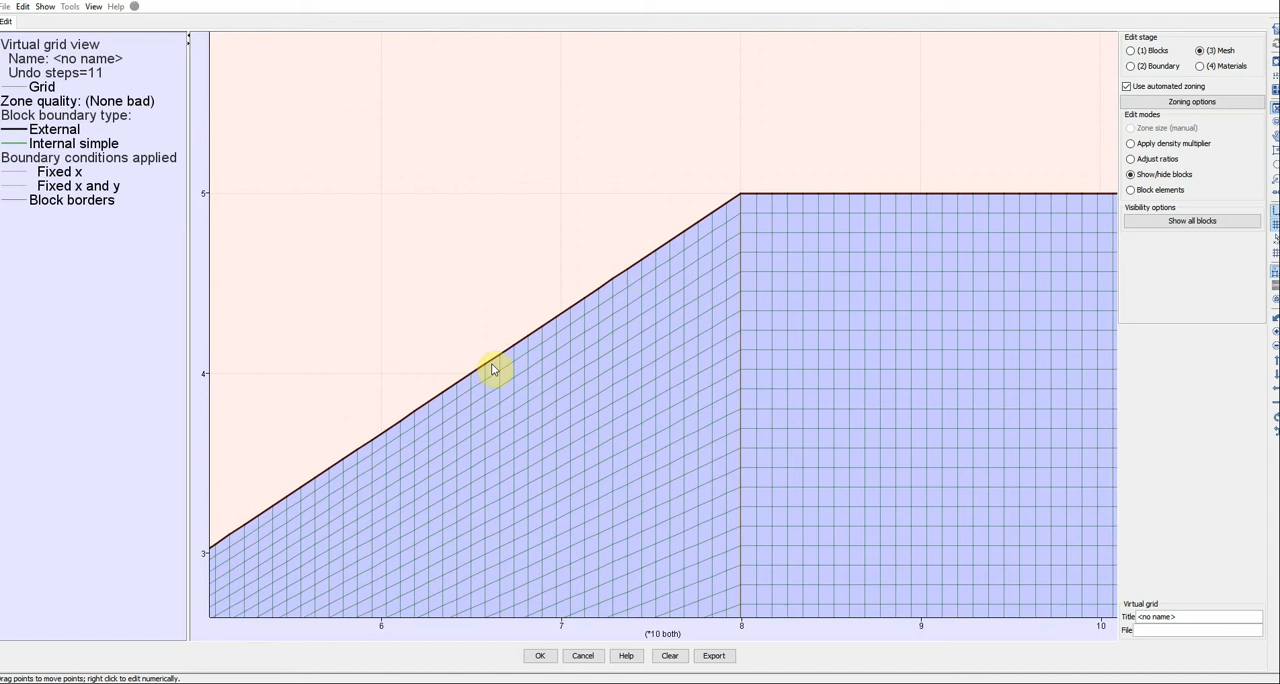 File Edit Show Tools View Help
Edit
Virtual grid view
Name: <no name>
Undo steps=11
Grid
Zone quality: (None bad)
Block boundary type:
External
Internal simple
Boundary conditions applied
Fixed x
Fixed x and y
Block borders
5
4
3
6 7 8 9 10
(*10 both)
Edit stage
(1) Blocks (3) Mesh
(2) Boundary (4) Materials
Use automated zoning
Zoning options
Edit modes
Zone size (manual)
Apply density multiplier
Adjust ratios
Show/hide blocks
Block elements
Visibility options
Show all blocks
Virtual grid
Title <no name>
File
OK Cancel Help Clear Export
rag points to move points; right click to edit numerically.